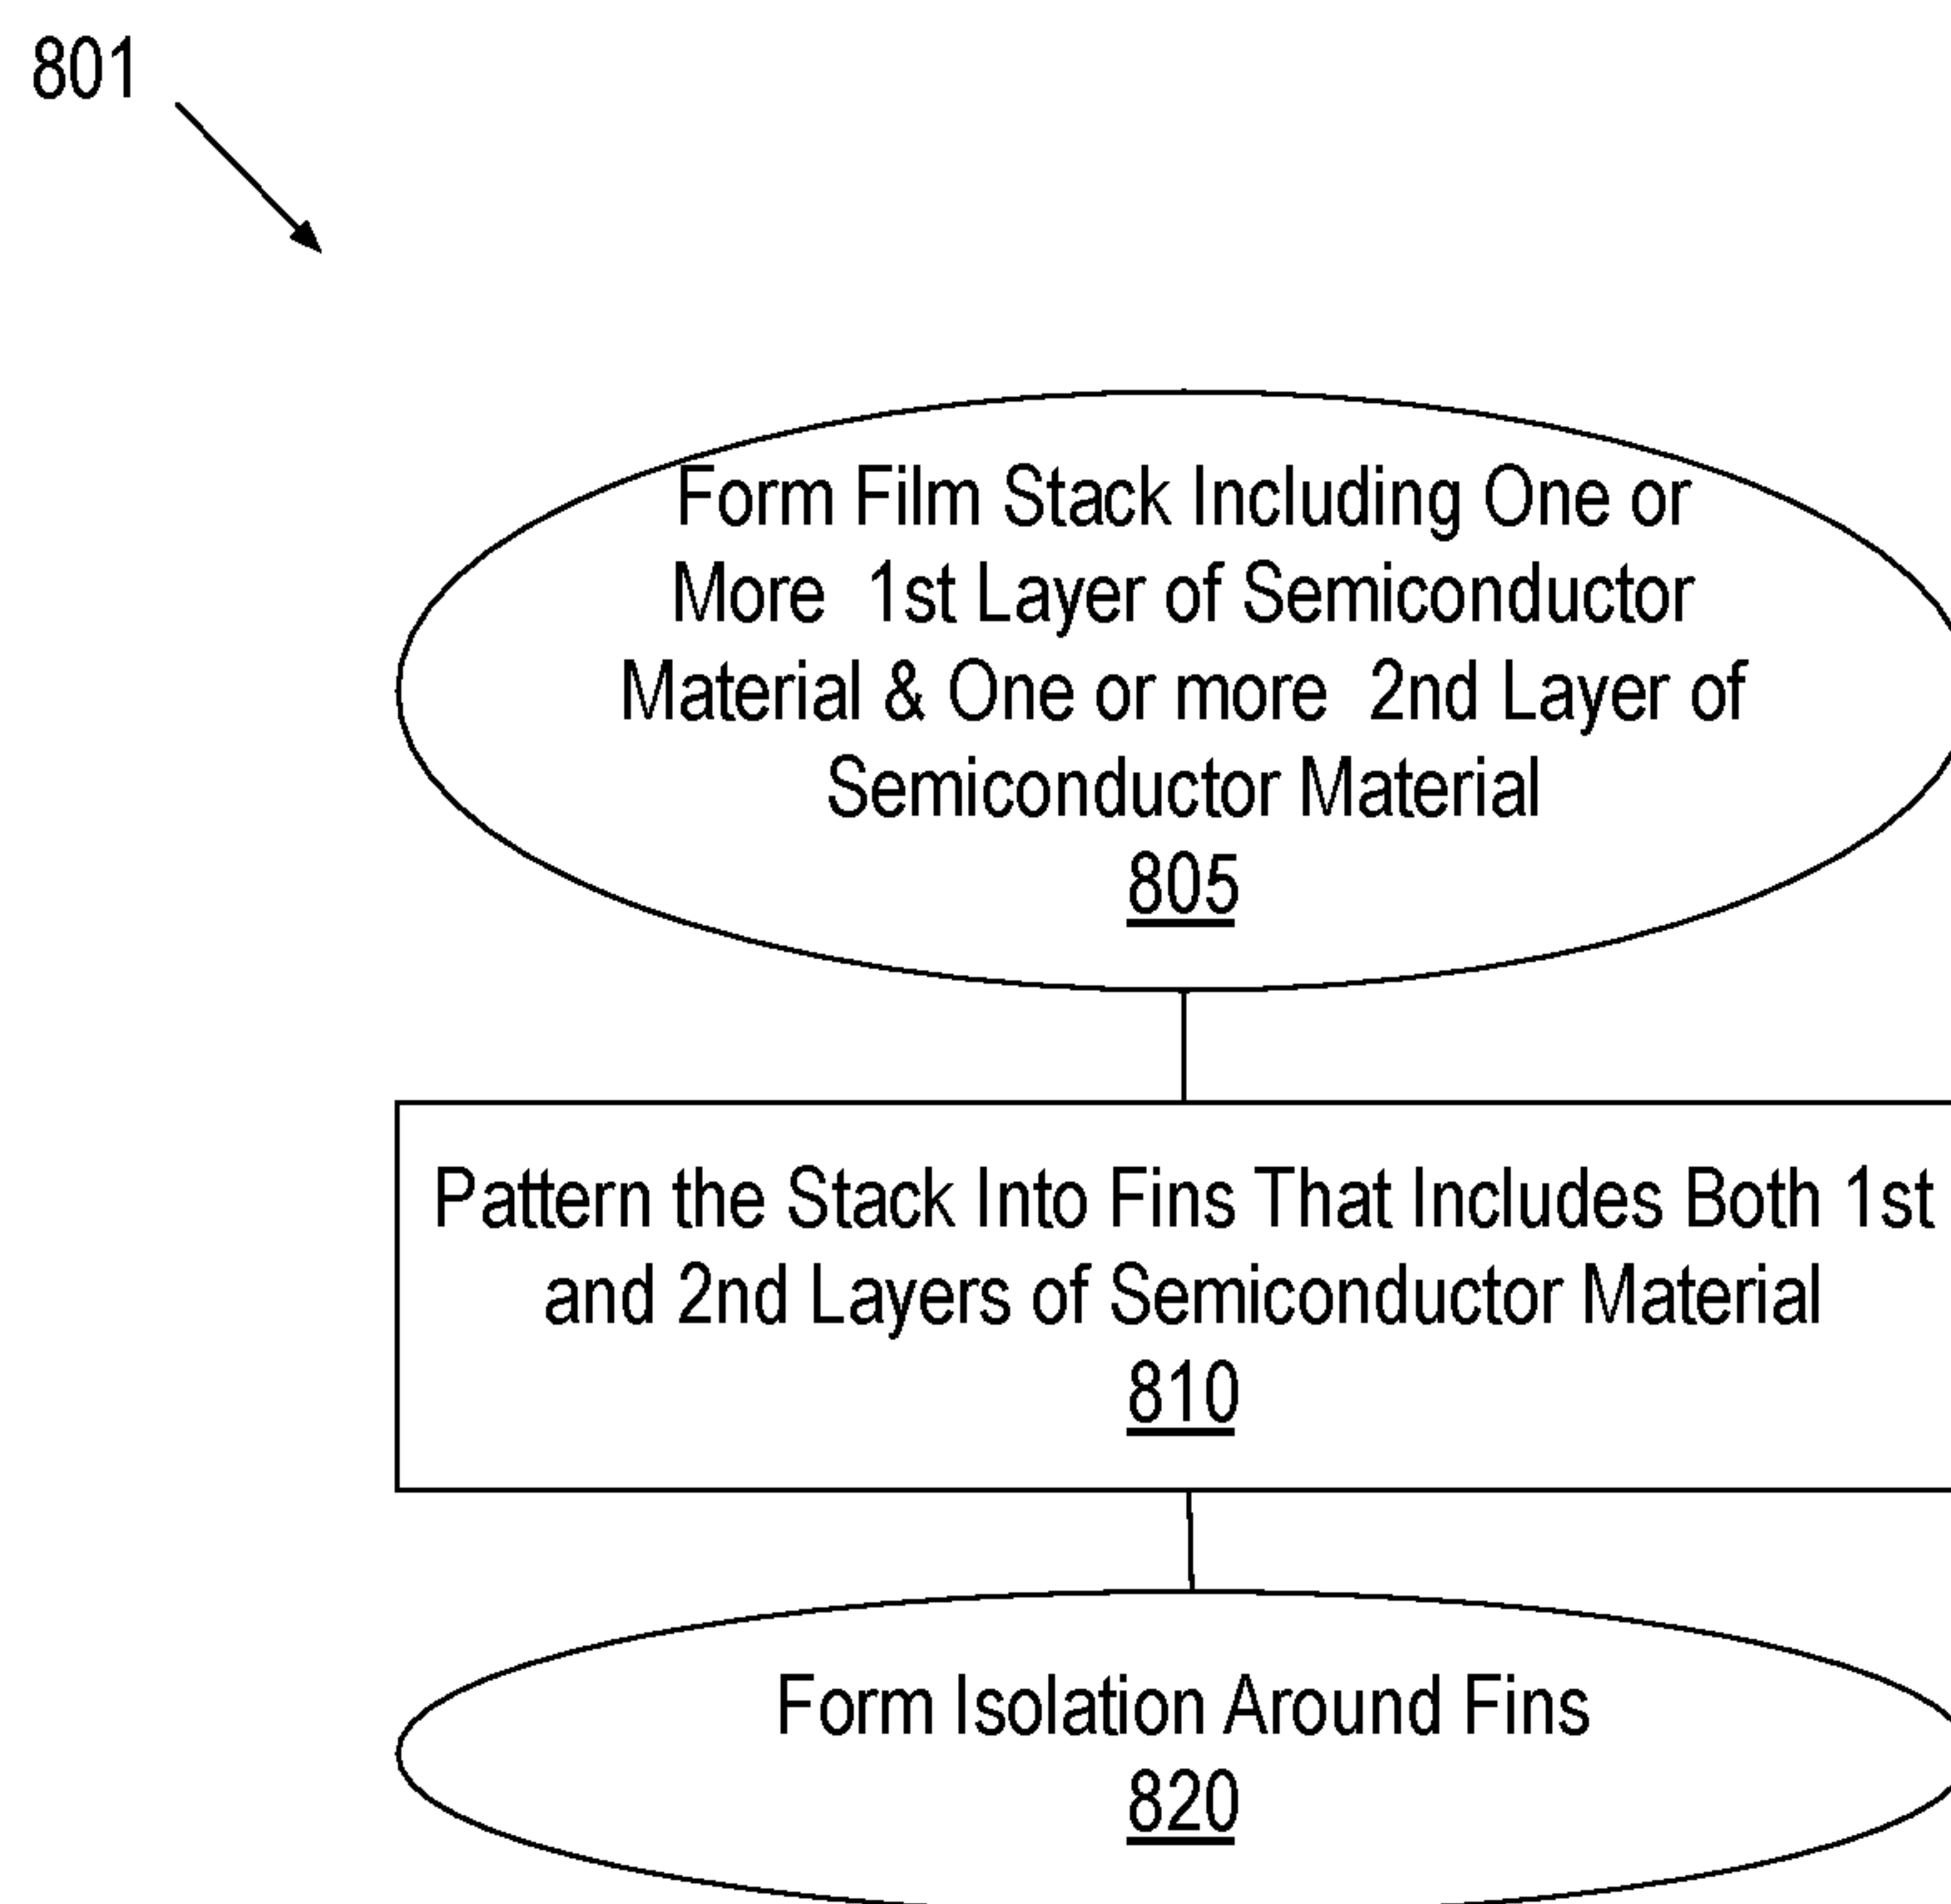 801
Form Film Stack Including One or
More 1st Layer of Semiconductor
Material & One or more 2nd Layer of
Semiconductor Material
805
Pattern the Stack Into Fins That Includes Both 1st
and 2nd Layers of Semiconductor Material
810
Form Isolation Around Fins
820